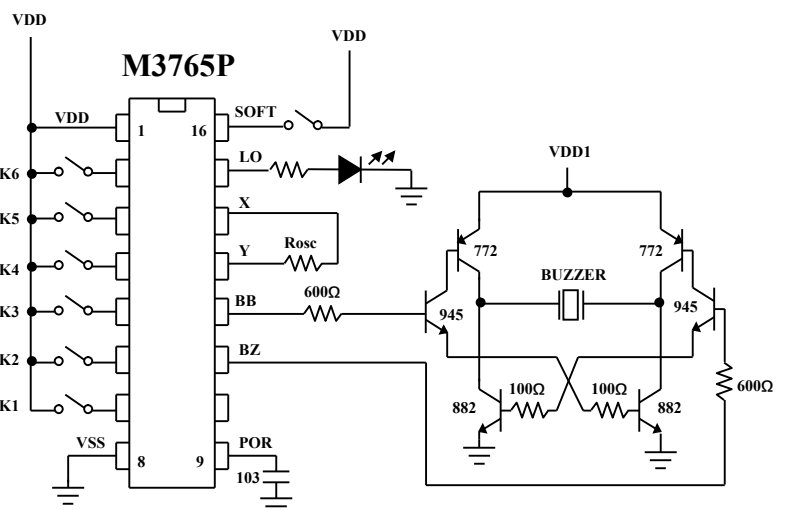 VDD
VDD
M3765P
VDD
1
16
SOFT
K6
LO
VDD1
K5
X
K4
Y
Rosc
772
772
BUZZER
K3
BB
600Ω
945
945
K2
BZ
100Ω
100Ω
600Ω
K1
882
882
VSS
8
9
POR
103